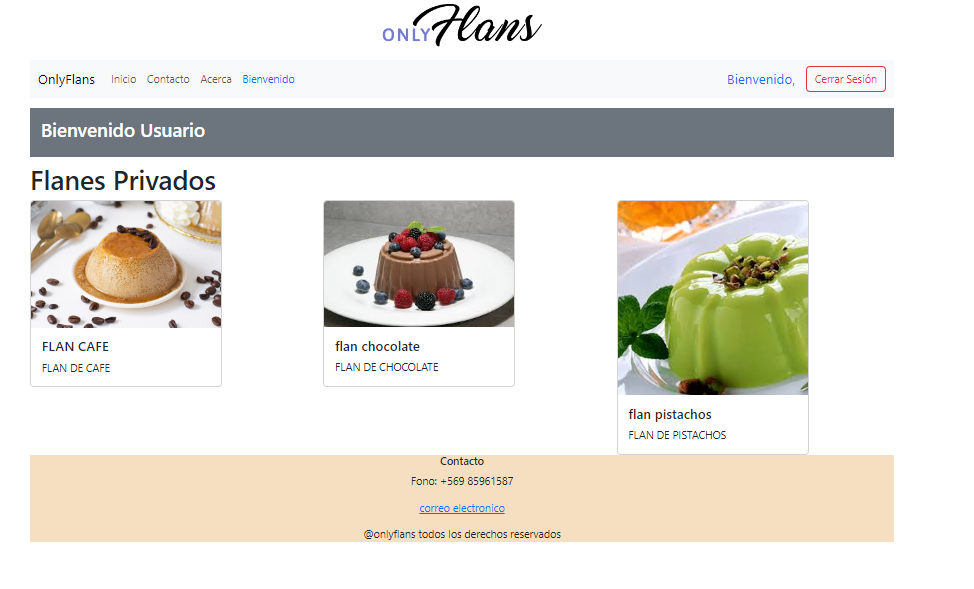 ONLY Flans
OnlyFlans Inicio Contacto Acerca Bienvenido Bienvenido, Cerrar Sesión
Bienvenido Usuario
Flanes Privados
FLAN CAFE
FLAN DE CAFE
flan chocolate
FLAN DE CHOCOLATE
flan pistachos
FLAN DE PISTACHOS
Contacto
Fono: +569 85961587
correo electronico
@onlyflans todos los derechos reservados